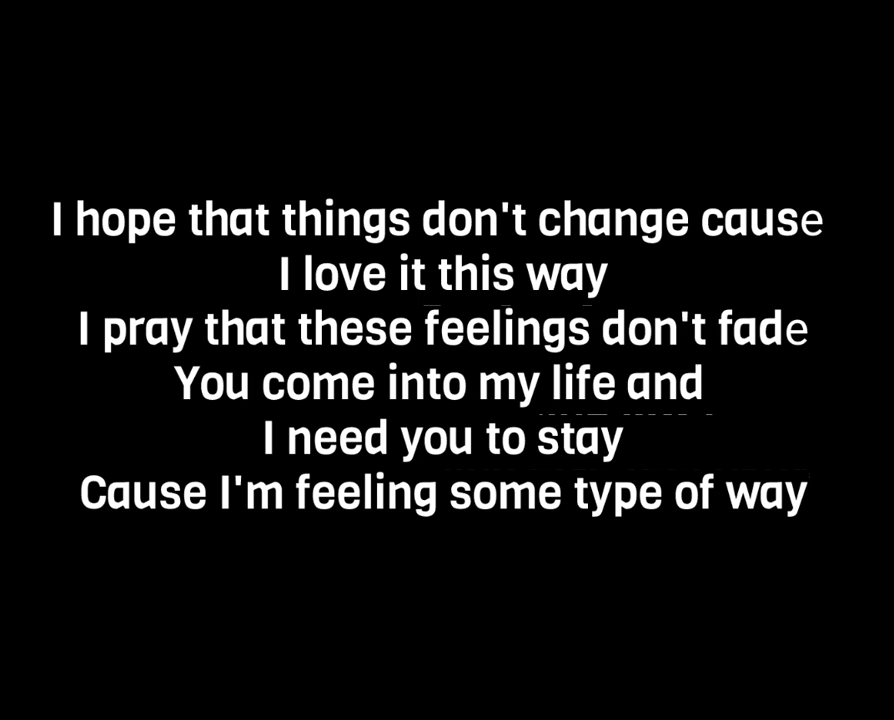 I hope that things don't change cause
I love it this way
I pray that these feelings don't fade
You come into my life and
I need you to stay
Cause I'm feeling some type of way